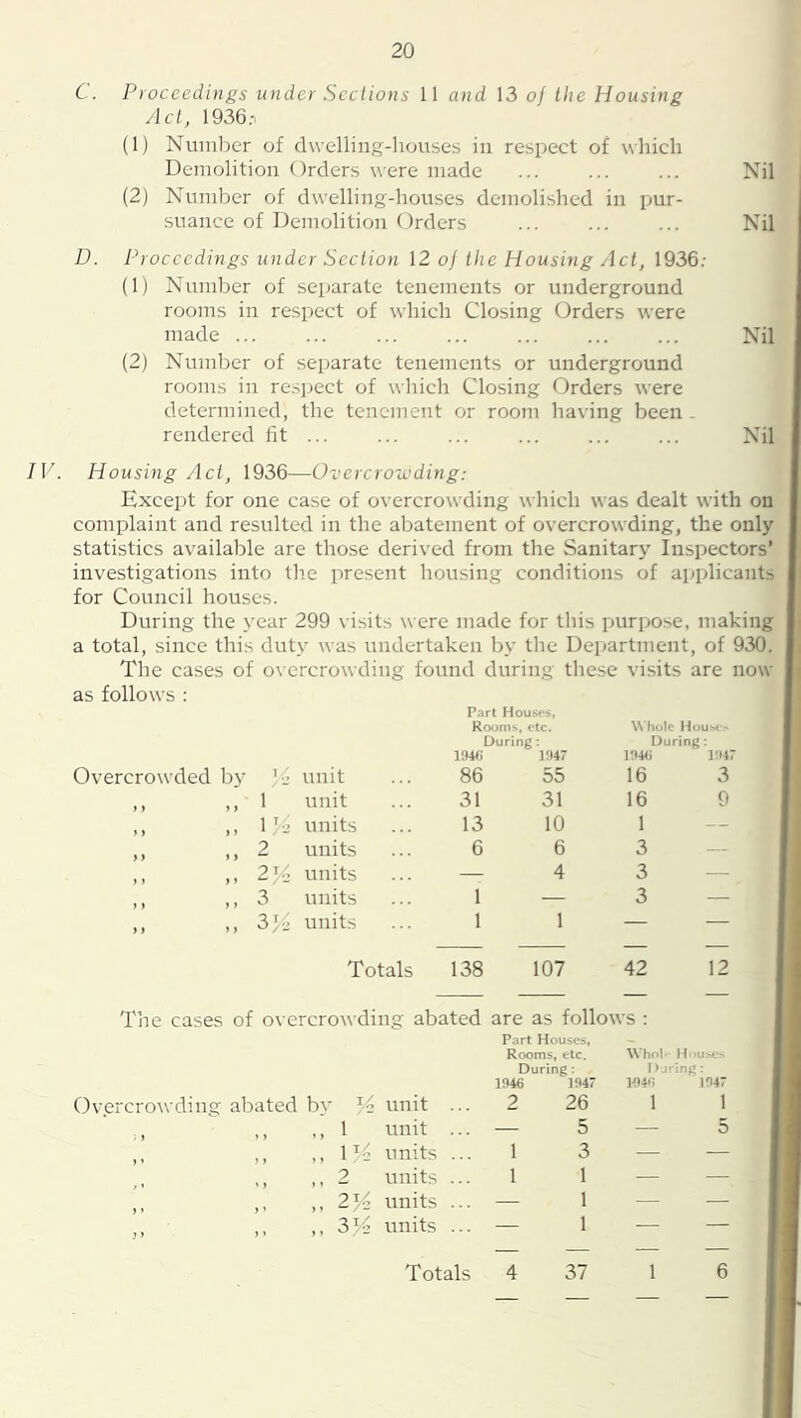 20
C. Proceedings under Sections 11 and 13 of the Housing
Act, 1936:
(1) Number of dwelling-houses in respect of which
Demolition Orders were made ... ... ... Nil
(2) Number of dwelling-houses demolished in pur-
suance of Demolition Orders ... ... ... Nil
D. Proceedings under Section 12 of the Housing Act, 1936:
(1) Number of separate tenements or underground
rooms in respect of which Closing Orders were
made ... ... ... ... ... ... ... Nil
(2) Number of separate tenements or underground
rooms in respect of which Closing Orders were
determined, the tenement or room having been
rendered fit ... ... ... ... ... ... Nil
IV. Housing Act, 1936—Overcrowding:
Except for one case of overcrowding which was dealt with on
complaint and resulted in the abatement of overcrowding, the only
statistics available are those derived from the Sanitary Inspectors'
investigations into the present housing conditions of applicants
for Council houses.
During the year 299 visits were made for this purpose, making
a total, since this duty was undertaken by the Department, of 930.
The cases of overcrowding found during these visits are now
as follows :
Part Houses,
Rooms, etc. Whole Houses
During : During :
1946 1947 1946 1947
Overcrowded by ½ unit ... 86 55 16 3
,, ,, 1 unit ... 31 31 16 9
,, ,, 1½ units ... 13 10 1 —
,, ,, 2 units ... 6 6 3 —
,, ,, 2½ units ... — 4 3 —
,, ,, 3 units ... 1 — 3 —
,, ,, 3½ units ... 1 1 — —
Totals 138 107 42 12
The cases of overcrowding abated are as follows :
Part Houses,
Rooms, etc. Whole Houses
During : During :
1946 1947 1946 1947
Overcrowding abated by ½ unit ... 2 26 1 1
,, ,, ,, 1 unit ... — 5 — 5
,, ,, ,, 1½ units ... 1 3 — —
,, ,, ,, 2 units ... 1 1 — —
,, ,, ,, 2½ units ... — 1 — —
,, ,, ,, 3½ units ... — 1 — —
Totals 4 37 1 6